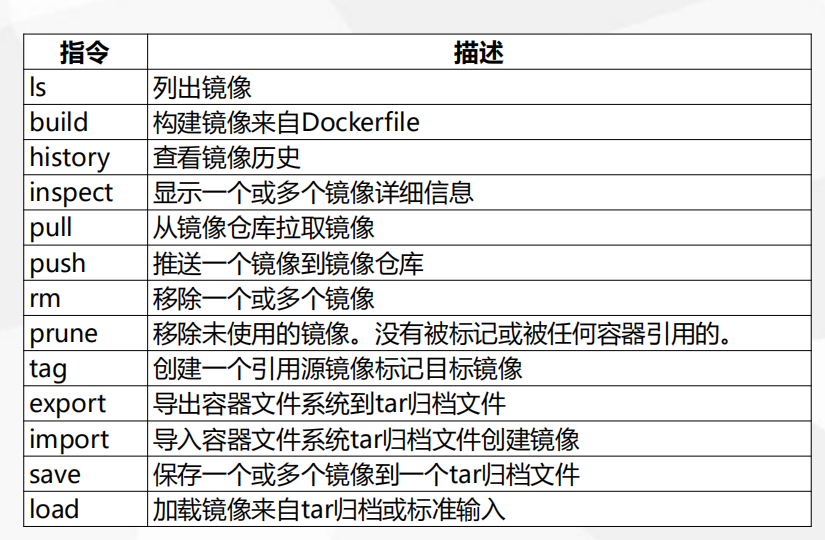 指令 描述
ls 列出镜像
build 构建镜像来自Dockerfile
history 查看镜像历史
inspect 显示一个或多个镜像详细信息
pull 从镜像仓库拉取镜像
push 推送一个镜像到镜像仓库
rm 移除一个或多个镜像
prune 移除未使用的镜像。没有被标记或被任何容器引用的。
tag 创建一个引用源镜像标记目标镜像
export 导出容器文件系统到tar归档文件
import 导入容器文件系统tar归档文件创建镜像
save 保存一个或多个镜像到一个tar归档文件
load 加载镜像来自tar归档或标准输入